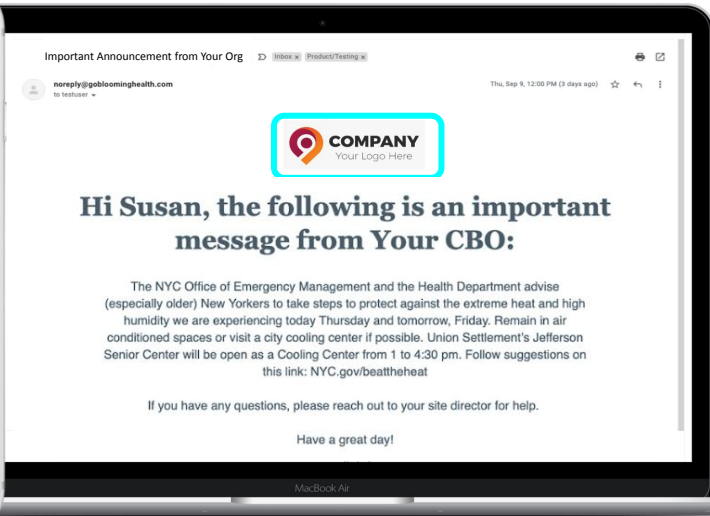 Important Announcement from Your Org
Inbox x Product/Testing x
noreply@gobloominghealth.com
Thu, Sep 9, 12:00 PM (3 days ago)
to testuser
COMPANY
Your Logo Here
Hi Susan, the following is an important
message from Your CBO:
The NYC Office of Emergency Management and the Health Department advise
(especially older) New Yorkers to take steps to protect against the extreme heat and high
humidity we are experiencing today Thursday and tomorrow, Friday. Remain in air
conditioned spaces or visit a city cooling center if possible. Union Settlement's Jefferson
Senior Center will be open as a Cooling Center from 1 to 4:30 pm. Follow suggestions on
this link: NYC.gov/beattheheat
If you have any questions, please reach out to your site director for help.
Have a great day!
MacBook Air